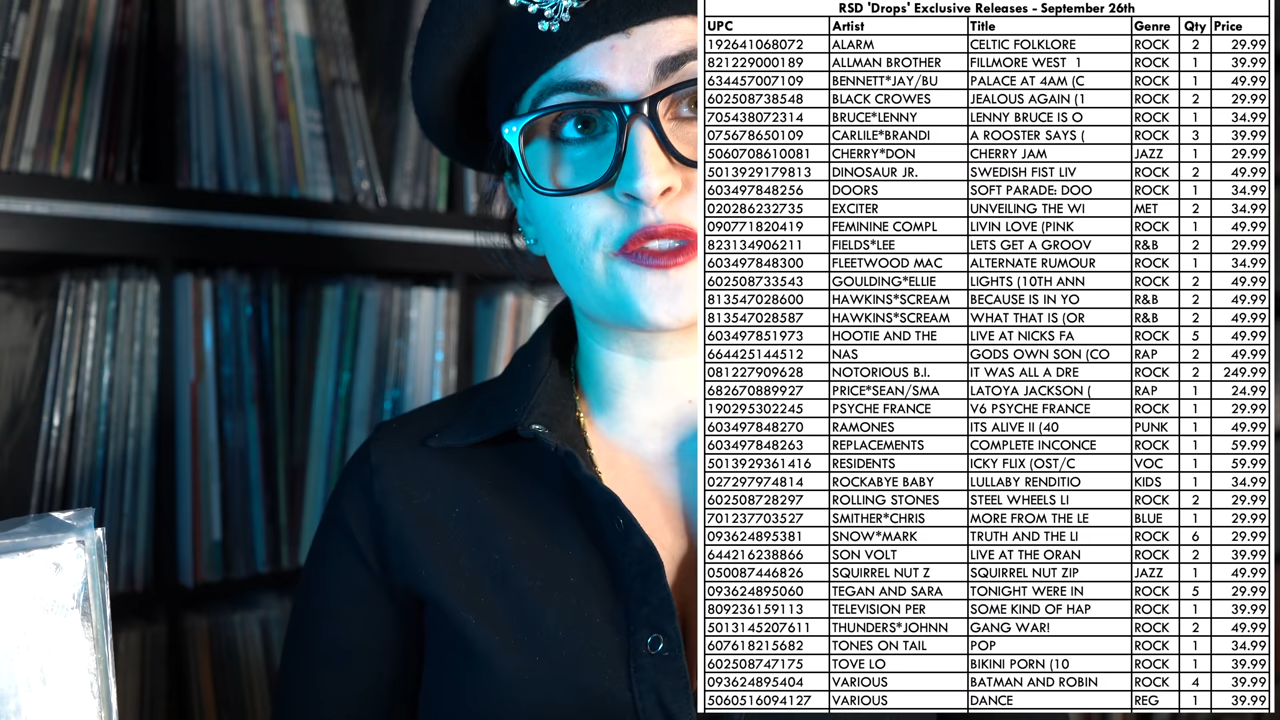 RSD 'Drops' Exclusive Releases - September 26th
UPC Artist Title Genre Qty Price
192641068072 ALARM CELTIC FOLKLORE ROCK 2 29.99
821229000189 ALLMAN BROTHER FILLMORE WEST 1 ROCK 1 39.99
634457007109 BENNETT*JAY/BU PALACE AT 4AM (C ROCK 1 49.99
602508738548 BLACK CROWES JEALOUS AGAIN (1 ROCK 2 29.99
705438072314 BRUCE*LENNY LENNY BRUCE IS O ROCK 1 34.99
075678650109 CARLILE*BRANDI A ROOSTER SAYS ( ROCK 3 39.99
5060708610081 CHERRY*DON CHERRY JAM JAZZ 1 29.99
5013929179813 DINOSAUR JR. SWEDISH FIST LIV ROCK 2 49.99
603497848256 DOORS SOFT PARADE: DOO ROCK 1 34.99
020286232735 EXCITER UNVEILING THE WI MET 2 34.99
090771820419 FEMININE COMPL LIVIN LOVE (PINK ROCK 1 49.99
823134906211 FIELDS*LEE LETS GET A GROOV R&B 2 29.99
603497848300 FLEETWOOD MAC ALTERNATE RUMOUR ROCK 1 34.99
602508733543 GOULDING*ELLIE LIGHTS (10TH ANN ROCK 2 49.99
813547028600 HAWKINS*SCREAM BECAUSE IS IN YO R&B 2 49.99
813547028587 HAWKINS*SCREAM WHAT THAT IS (OR R&B 2 49.99
603497851973 HOOTIE AND THE LIVE AT NICKS FA ROCK 5 49.99
664425144512 NAS GODS OWN SON (CO RAP 2 49.99
081227909628 NOTORIOUS B.I. IT WAS ALL A DRE ROCK 2 249.99
682670889927 PRICE*SEAN/SMA LATOYA JACKSON ( RAP 1 24.99
190295302245 PSYCHE FRANCE V6 PSYCHE FRANCE ROCK 1 29.99
603497848270 RAMONES ITS ALIVE II (40 PUNK 1 49.99
603497848263 REPLACEMENTS COMPLETE INCONCE ROCK 1 59.99
5013929361416 RESIDENTS ICKY FLIX (OST/C VOC 1 59.99
027297974814 ROCKABYE BABY LULLABY RENDITIO KIDS 1 34.99
602508728297 ROLLING STONES STEEL WHEELS LI ROCK 2 29.99
701237703527 SMITHER*CHRIS MORE FROM THE LE BLUE 1 29.99
093624895381 SNOW*MARK TRUTH AND THE LI ROCK 6 29.99
644216238866 SON VOLT LIVE AT THE ORAN ROCK 2 39.99
050087446826 SQUIRREL NUT Z SQUIRREL NUT ZIP JAZZ 1 49.99
093624895060 TEGAN AND SARA TONIGHT WERE IN ROCK 5 29.99
809236159113 TELEVISION PER SOME KIND OF HAP ROCK 1 39.99
5013145207611 THUNDERS*JOHNN GANG WAR! ROCK 2 49.99
607618215682 TONES ON TAIL POP ROCK 1 34.99
602508747175 TOVE LO BIKINI PORN (10 ROCK 1 39.99
093624895404 VARIOUS BATMAN AND ROBIN ROCK 4 39.99
5060516094127 VARIOUS DANCE REG 1 39.99